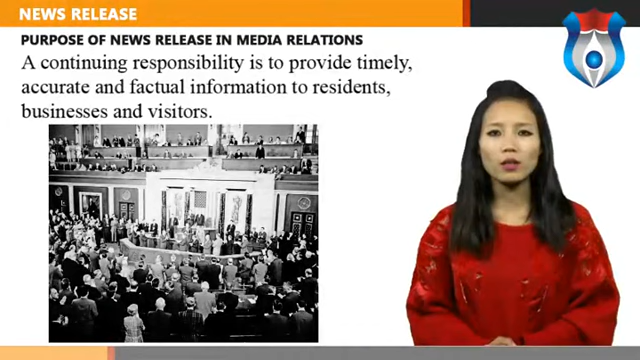 NEWS RELEASE
PURPOSE OF NEWS RELEASE IN MEDIA RELATIONS
A continuing responsibility is to provide timely,
accurate and factual information to residents,
businesses and visitors.